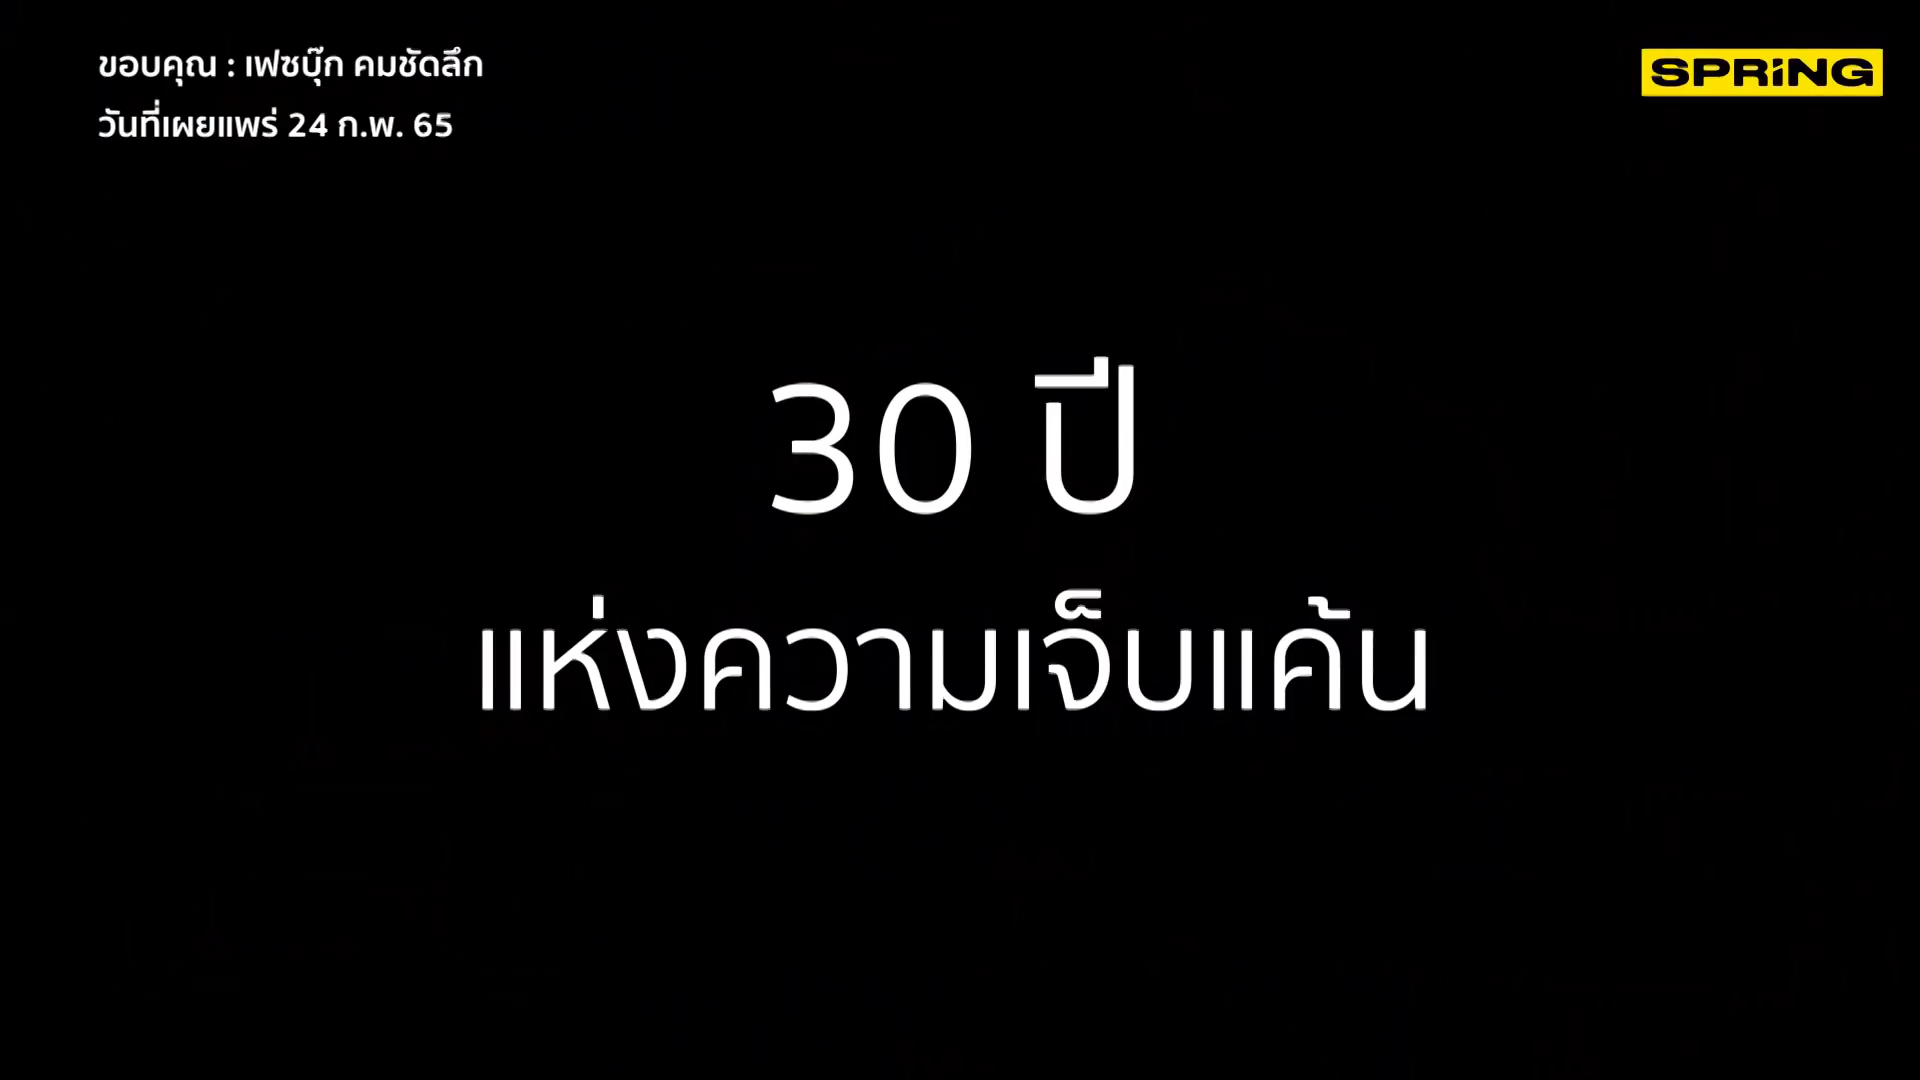 ขอบคุณ : เฟซบุ๊ก คมชัดลึก
วันที่เผยแพร่ 24 ก.พ. 65
SPRiNG
30 ปี
แห่งความเจ็บแค้น